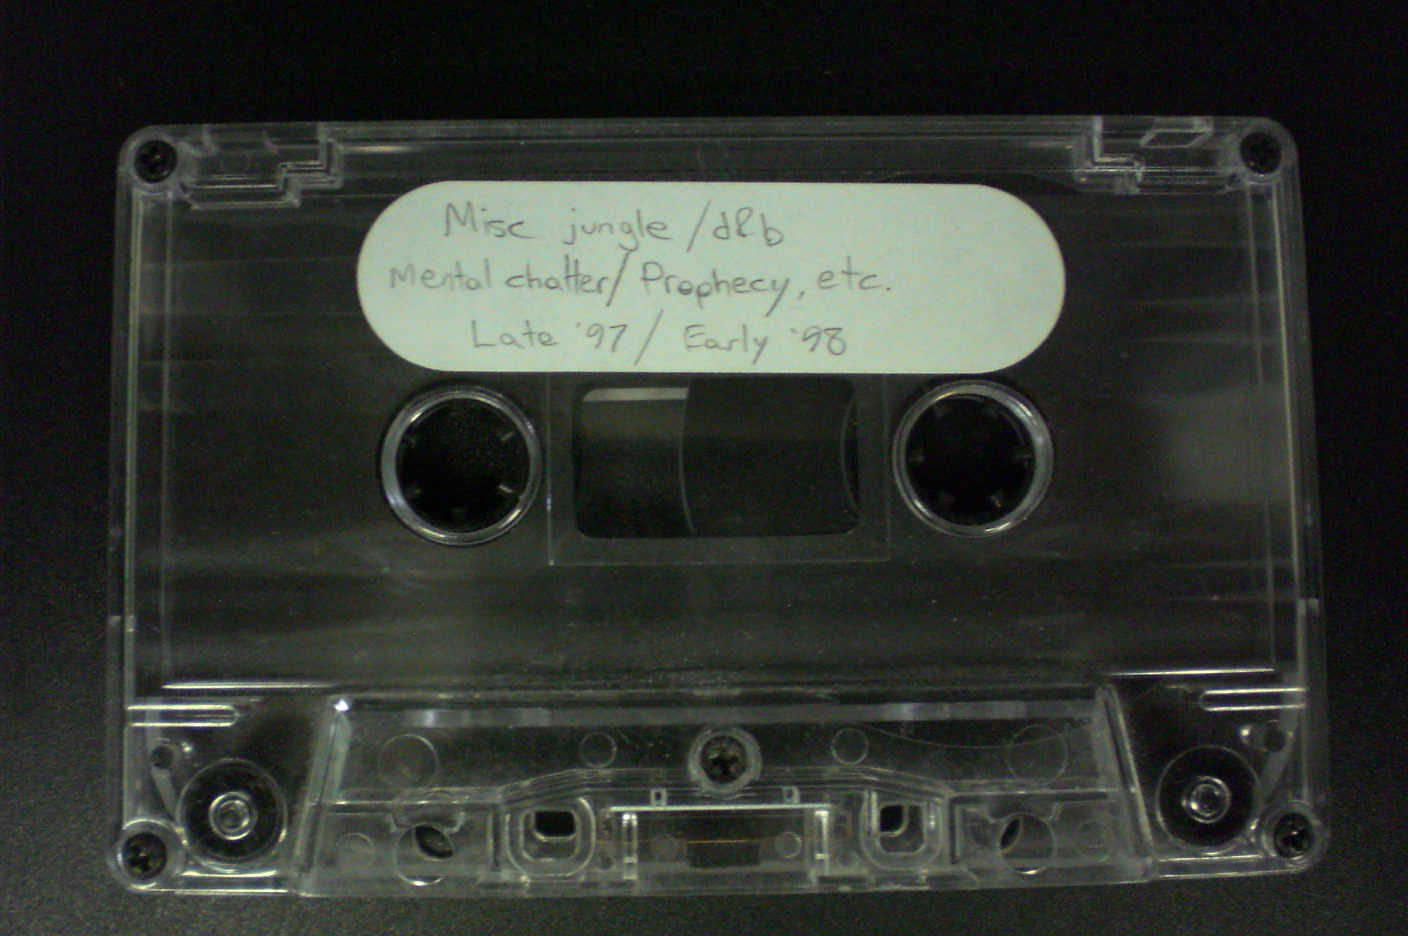 Misc jungle / d&b
Mental chatter / Prophecy, etc.
Late '97 / Early '98